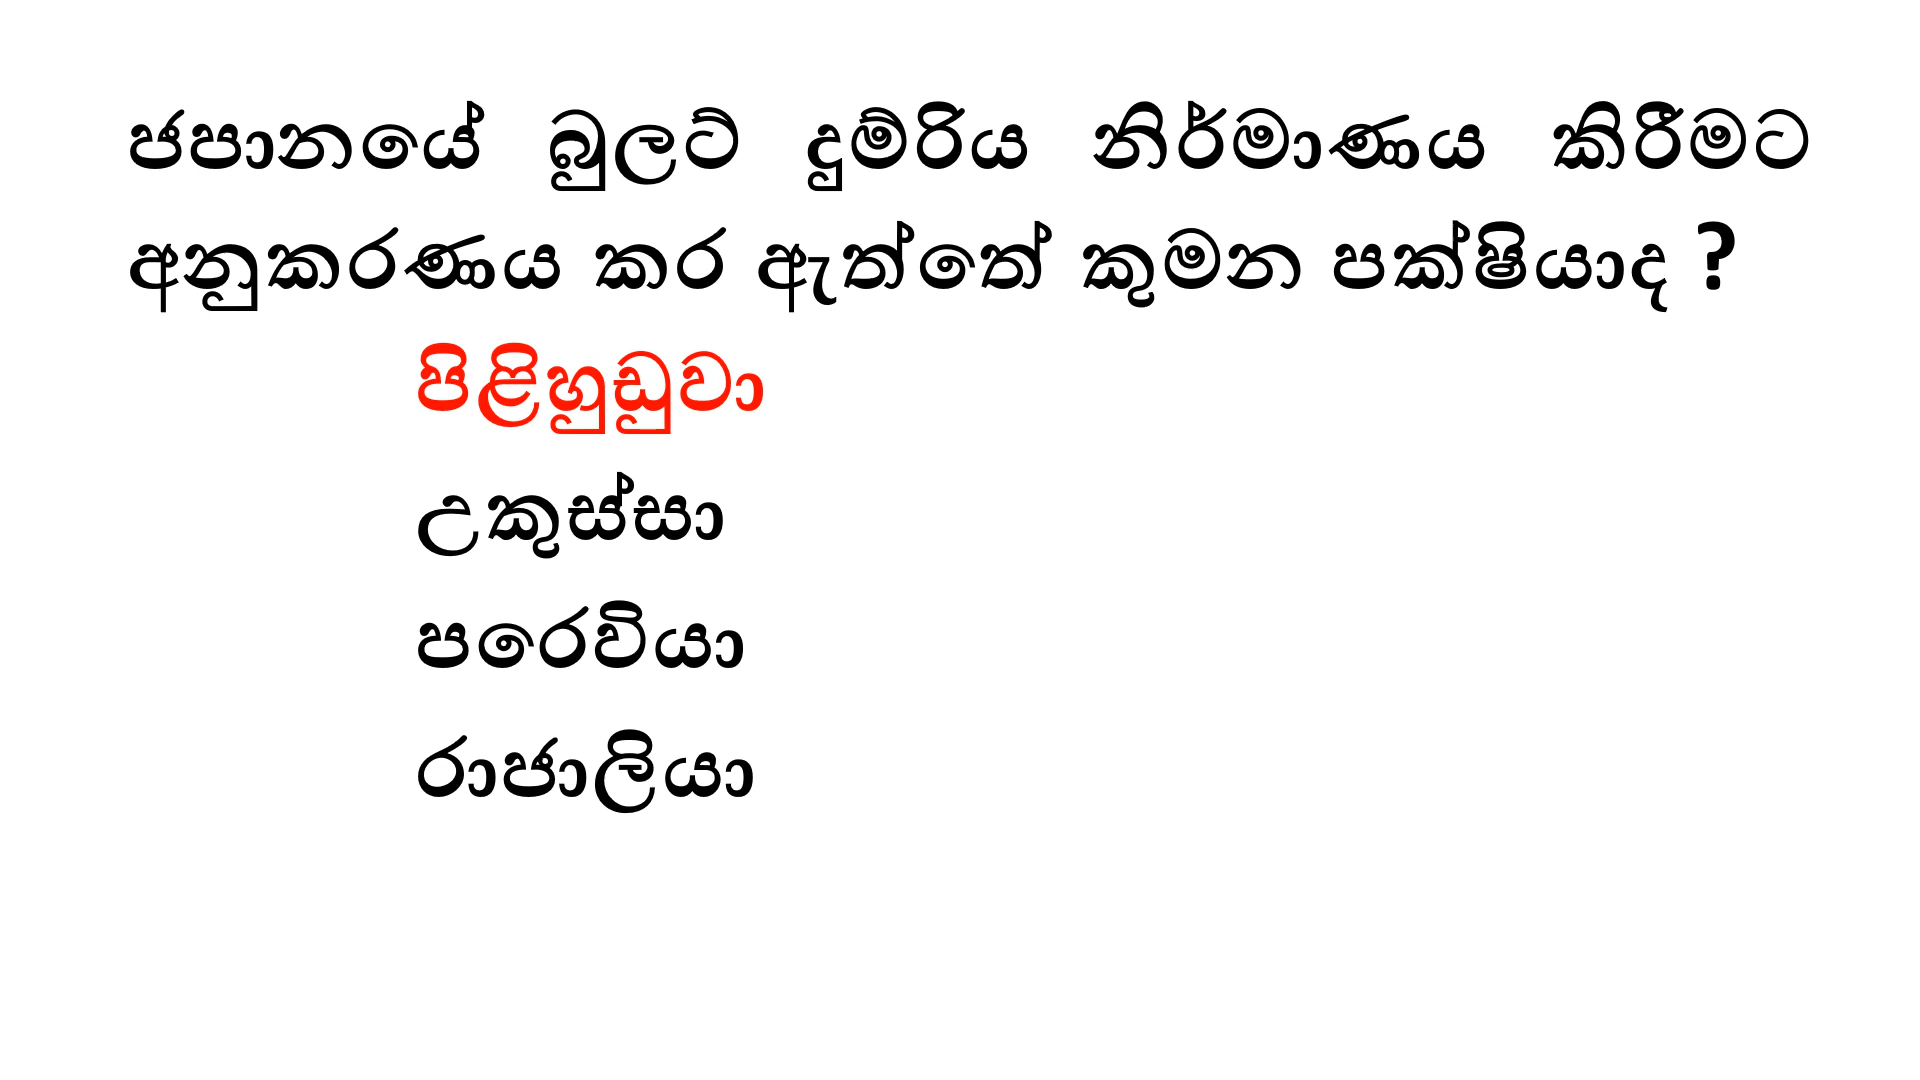 ජපානයේ බුලට් දුම්රිය නිර්මාණය කිරීමට
අනුකරණය කර ඇත්තේ කුමන පක්ෂියාද ?
පිළිහුඩුවා
උකුස්සා
පරෙවියා
රාජාලියා